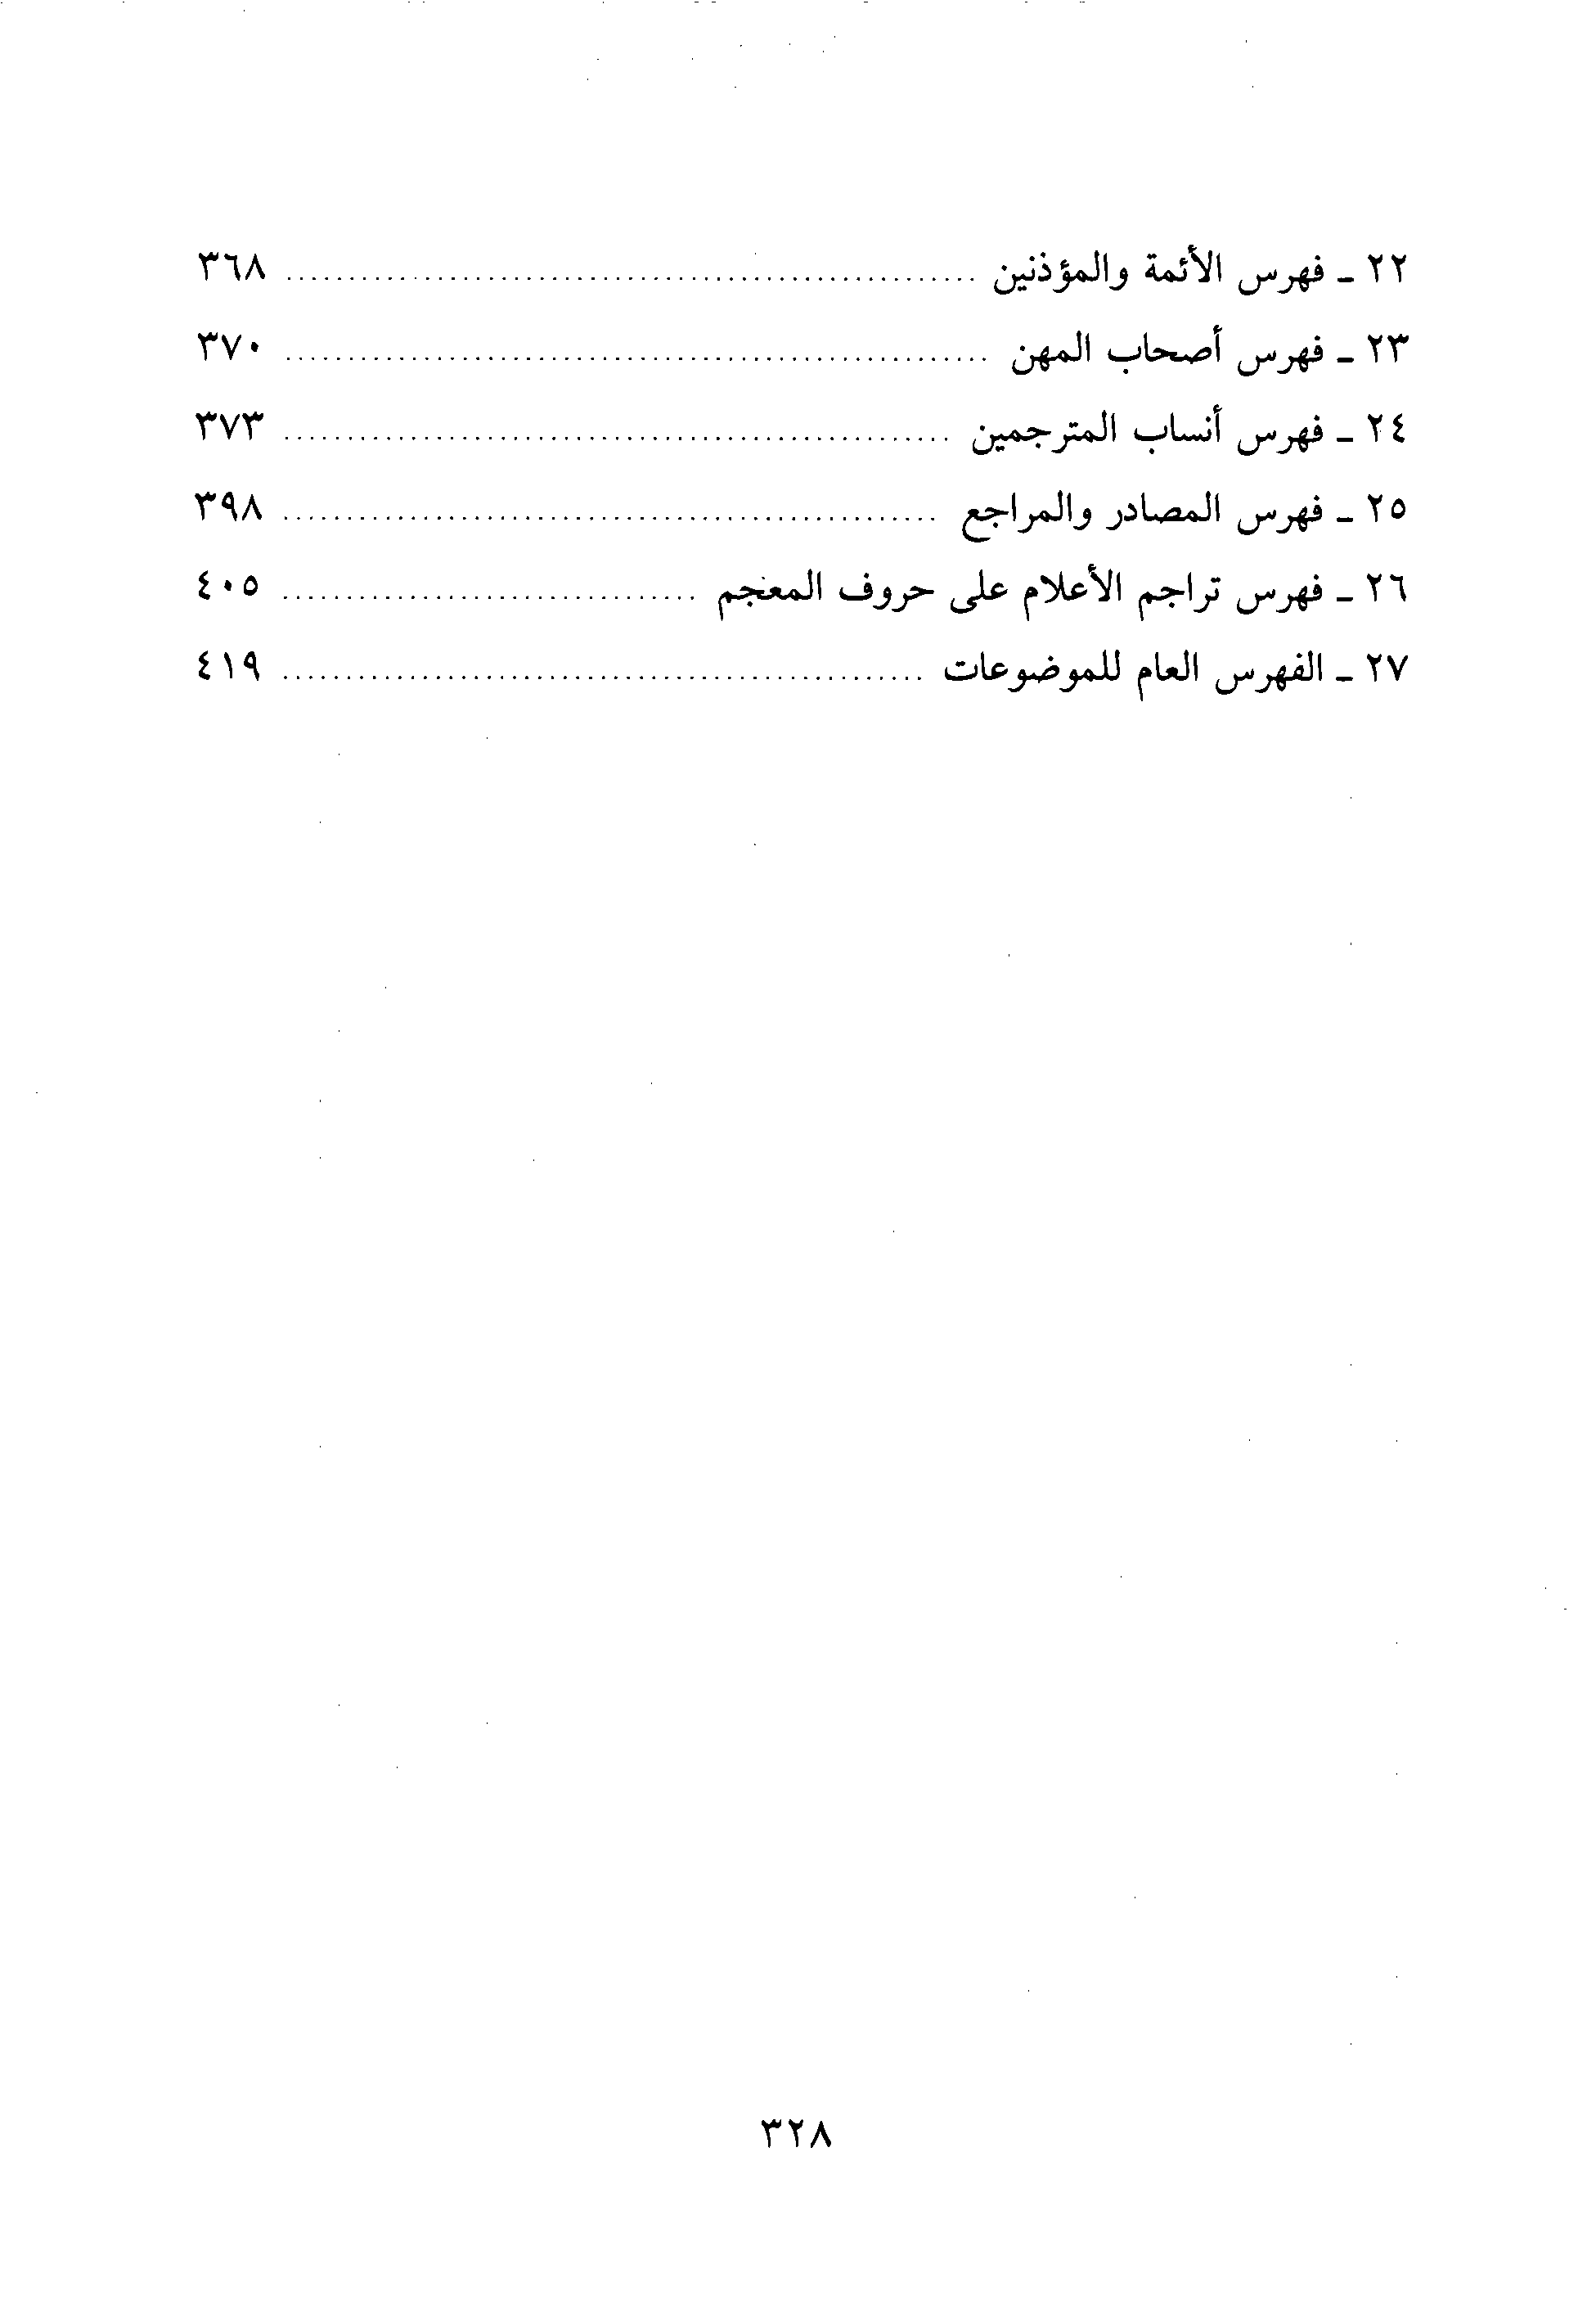 ٢٢ ـ فهرس الأئمة والمؤذنين ................................ ٣٦٨
٢٣ ـ فهرس أصحاب المهن ................................ ٣٧٠
٢٤ ـ فهرس أنساب المترجمين ................................ ٣٧٣
٢٥ ـ فهرس المصادر والمراجع ................................ ٣٩٨
٢٦ ـ فهرس تراجم الأعلام على حروف المعجم ................................ ٤٠٥
٢٧ ـ الفهرس العام للموضوعات ................................ ٤١٩
٣٢٨